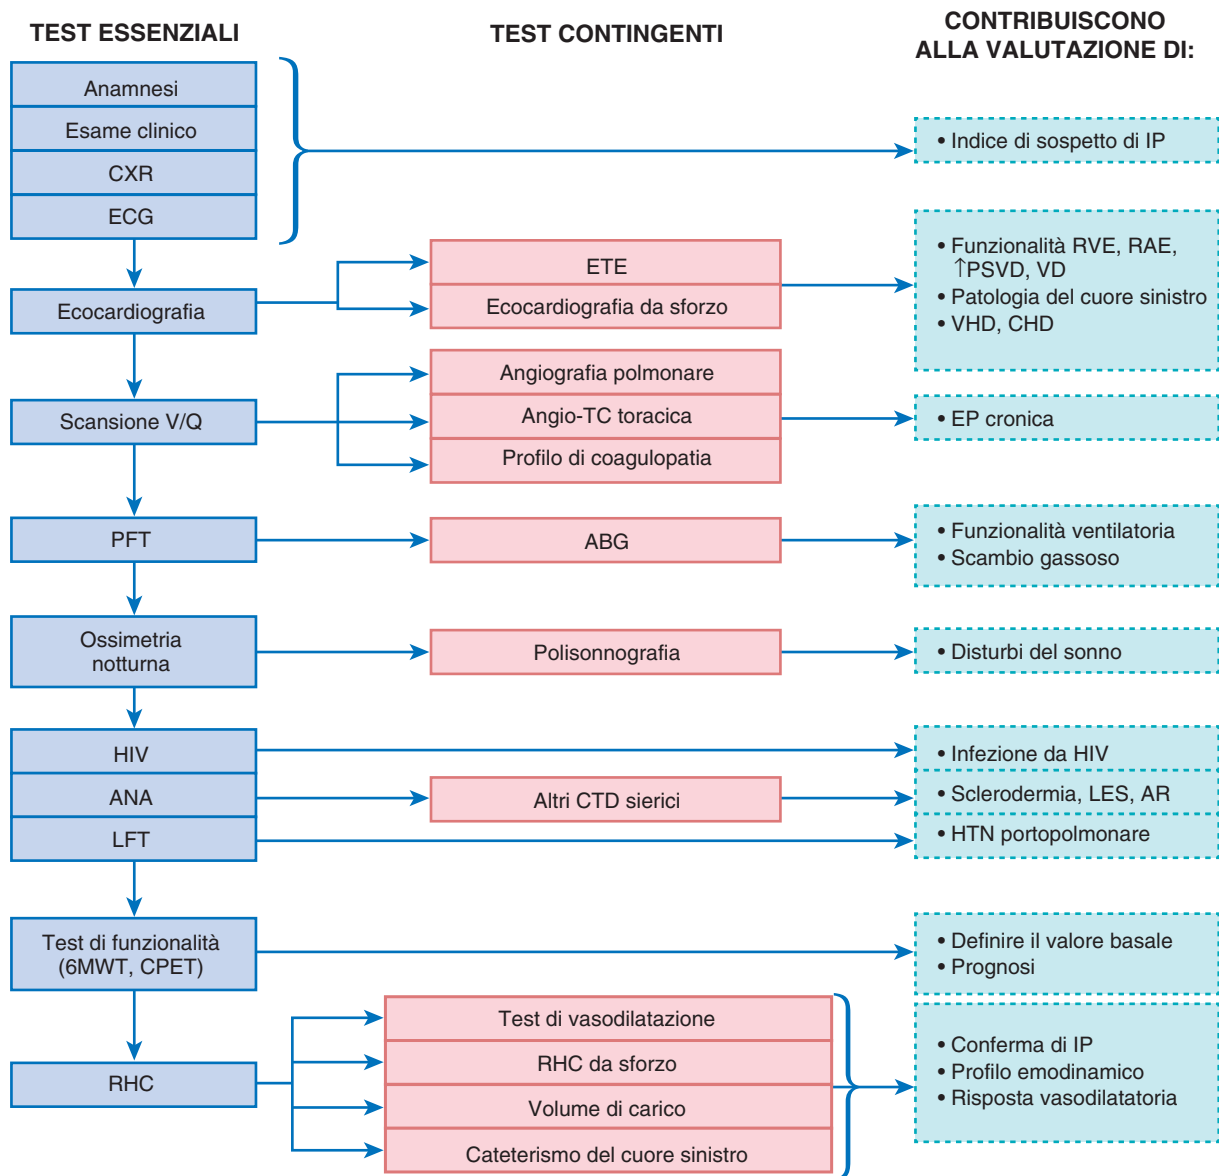 TEST ESSENZIALI
TEST CONTINGENTI
CONTRIBUISCONO
ALLA VALUTAZIONE DI:
Anamnesi
Esame clinico
CXR
ECG
• Indice di sospetto di IP
Ecocardiografia
ETE
Ecocardiografia da sforzo
• Funzionalità RVE, RAE,
↑PSVD, VD
• Patologia del cuore sinistro
• VHD, CHD
Scansione V/Q
Angiografia polmonare
Angio-TC toracica
Profilo di coagulopatia
• EP cronica
PFT
ABG
• Funzionalità ventilatoria
• Scambio gassoso
Ossimetria
notturna
Polisonnografia
• Disturbi del sonno
HIV
• Infezione da HIV
ANA
Altri CTD sierici
• Sclerodermia, LES, AR
LFT
• HTN portopolmonare
Test di funzionalità
(6MWT, CPET)
• Definire il valore basale
• Prognosi
RHC
Test di vasodilatazione
RHC da sforzo
Volume di carico
Cateterismo del cuore sinistro
• Conferma di IP
• Profilo emodinamico
• Risposta vasodilatatoria